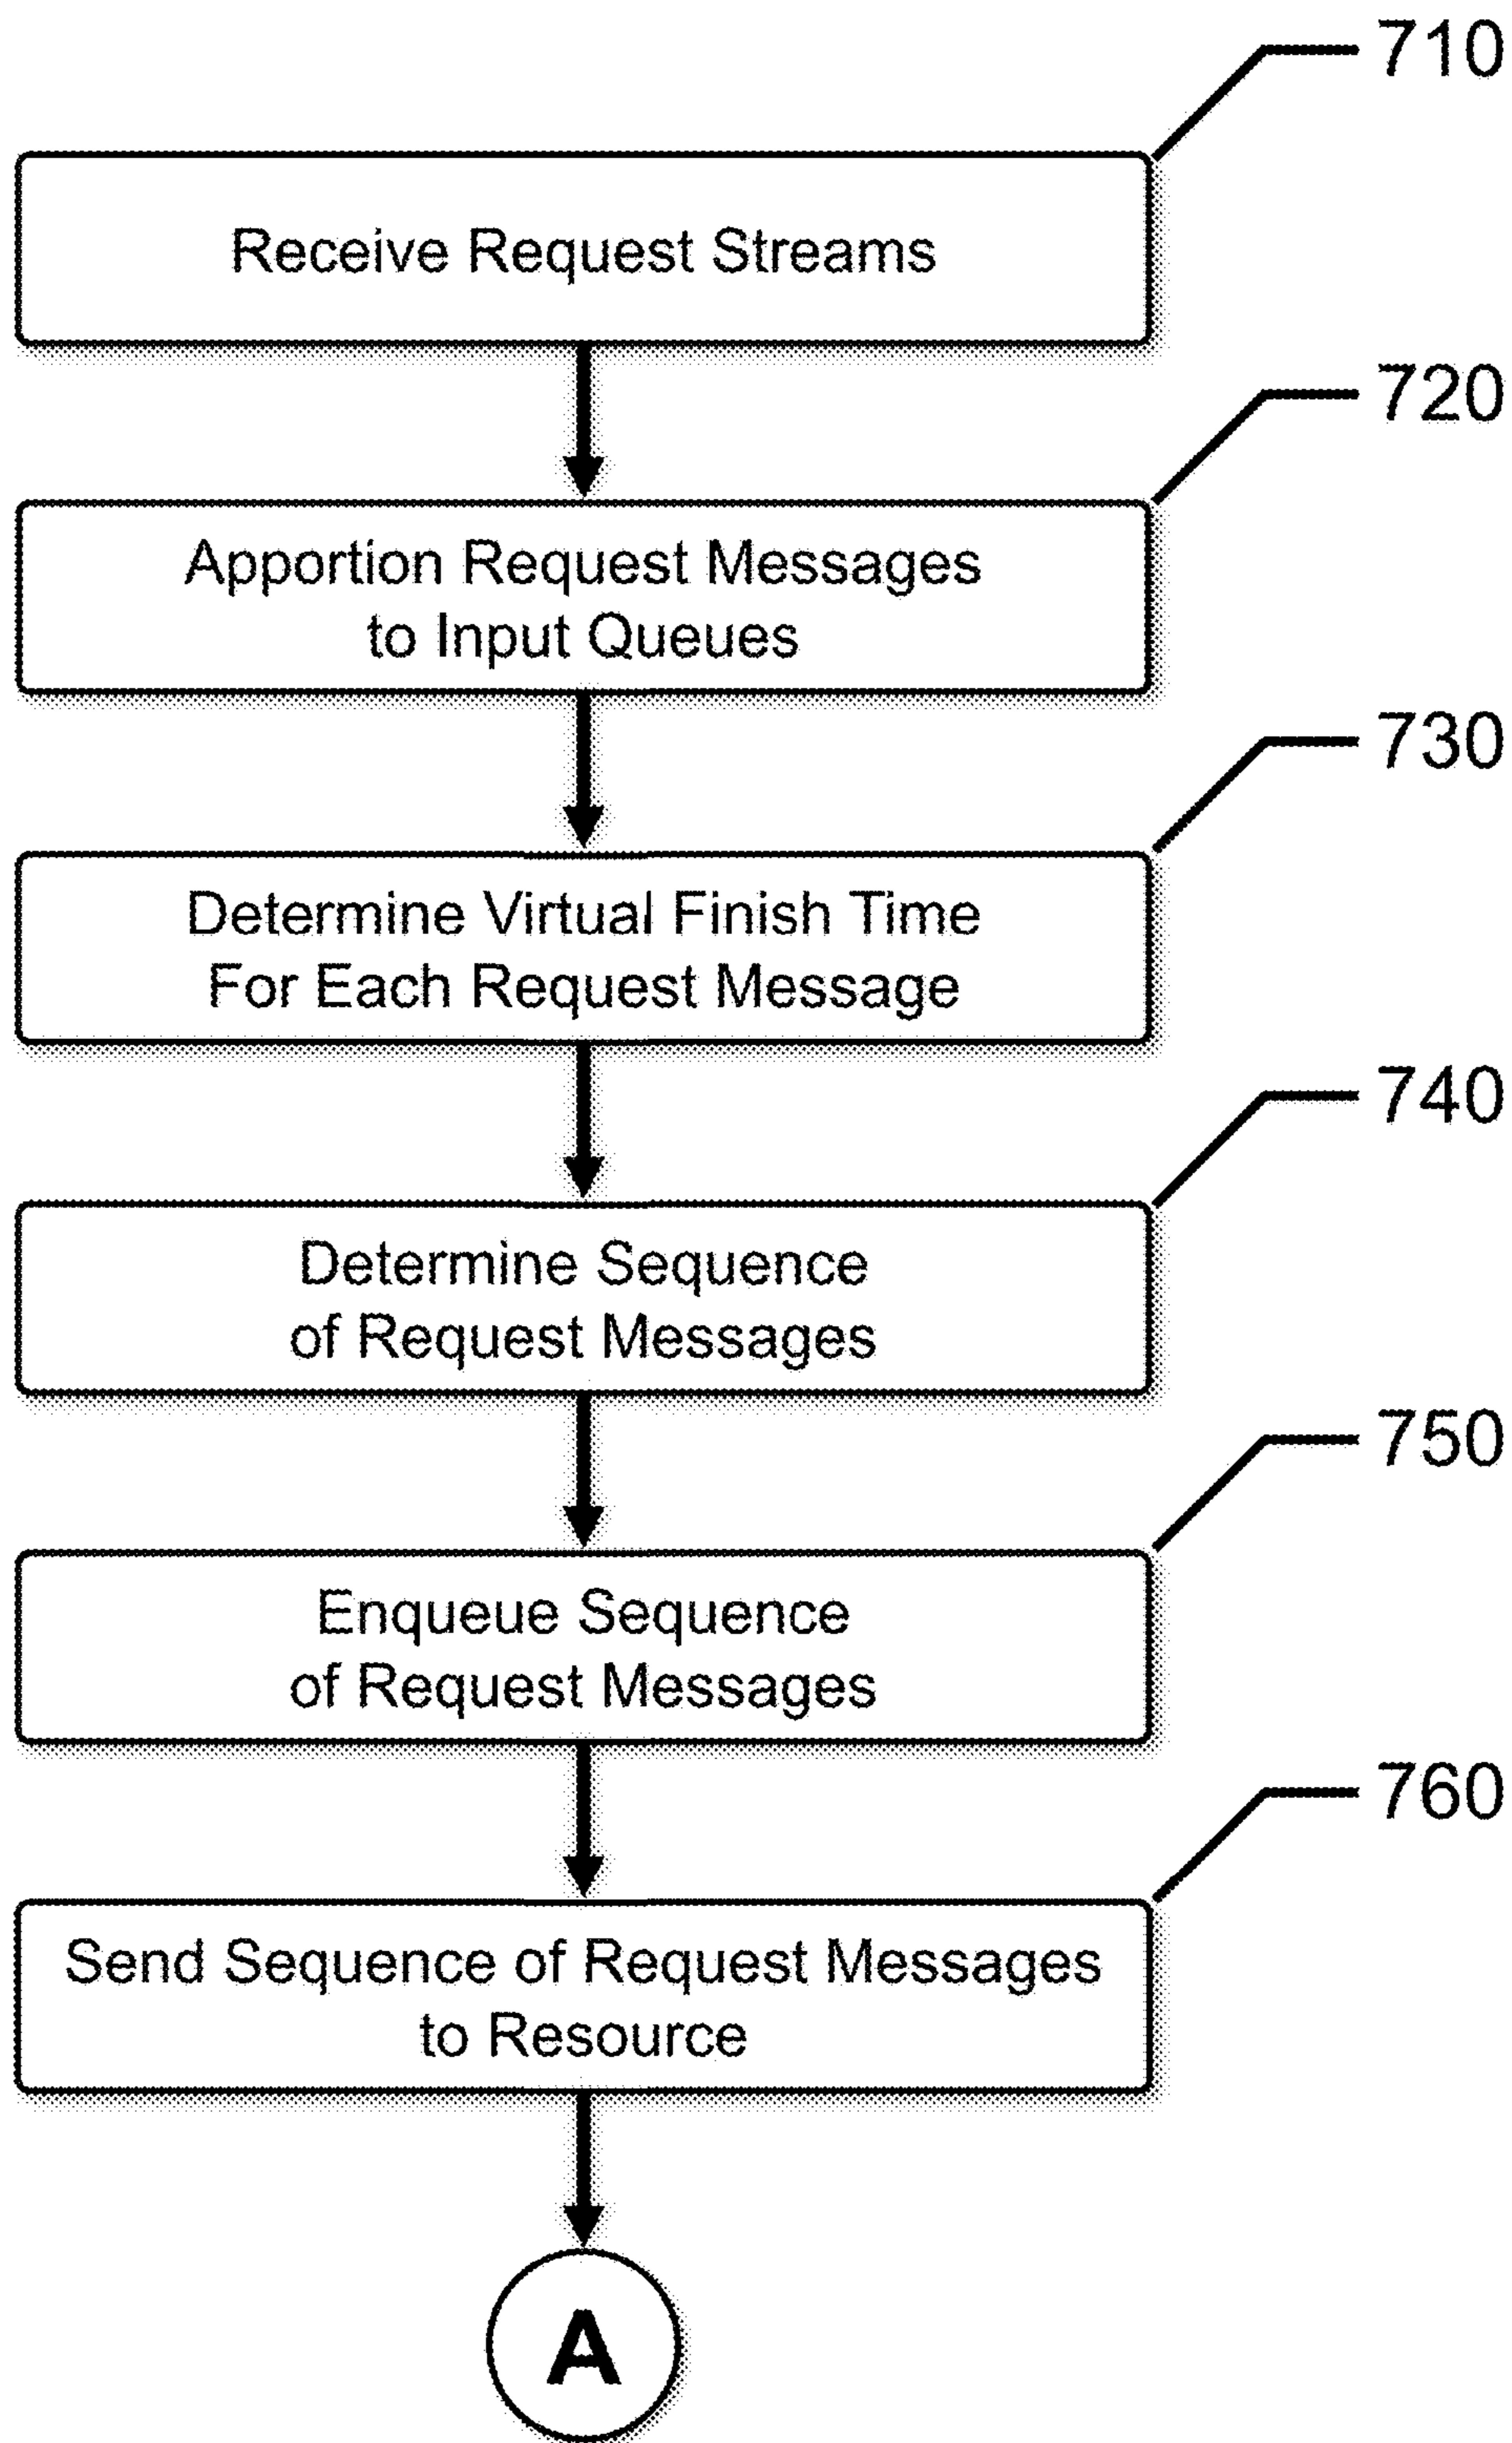 710
Receive Request Streams
720
Apportion Request Messages
to Input Queues
730
Determine Virtual Finish Time
For Each Request Message
740
Determine Sequence
of Request Messages
750
Enqueue Sequence
of Request Messages
760
Send Sequence of Request Messages
to Resource
A